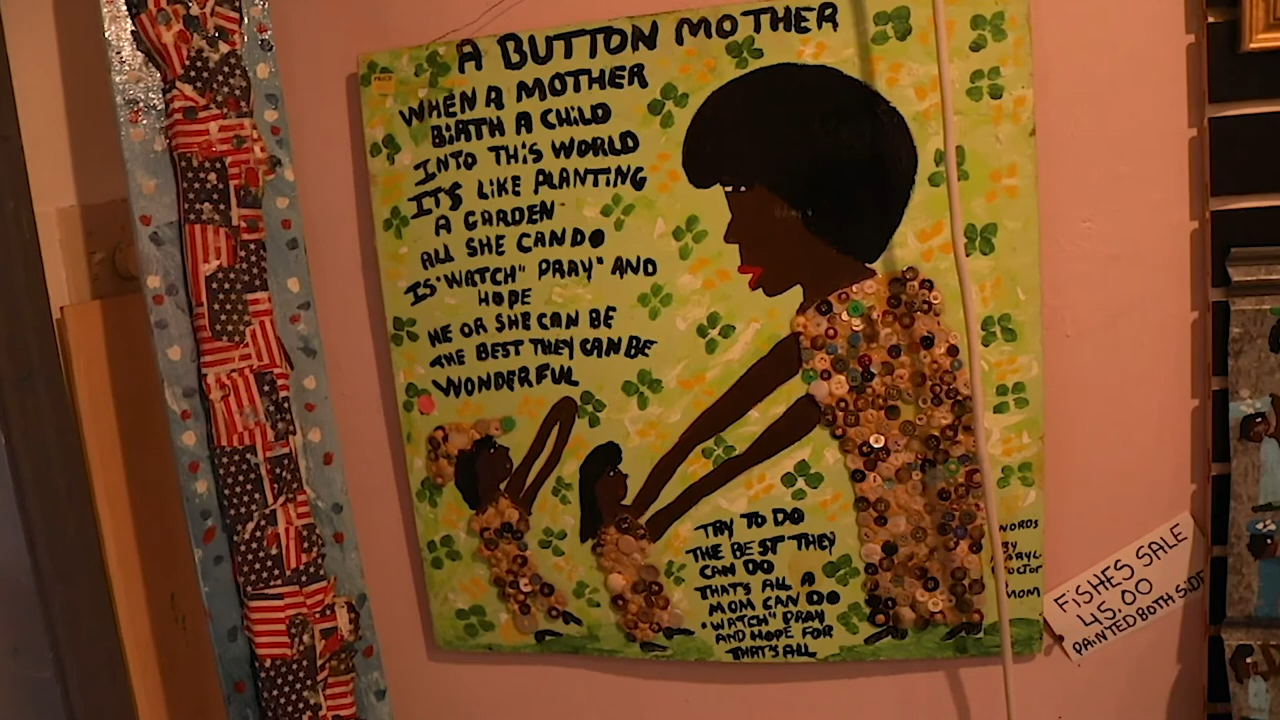 A BUTTON MOTHER
PRICE
WHEN A MOTHER
BIRTH A CHILD
INTO THIS WORLD
IT'S LIKE PLANTING
A GARDEN
ALL SHE CAN DO
IS "WATCH" PRAY" AND
HOPE
HE OR SHE CAN BE
THE BEST THEY CAN BE
WONDERFUL
TRY TO DO
THE BEST THEY
CAN DO
THAT'S ALL A
MOM CAN DO
"WATCH" PRAY
AND HOPE FOR
THAT'S ALL
WORDS
BY
MOM
FISHES SALE
45.00
PAINTED BOTH SIDE